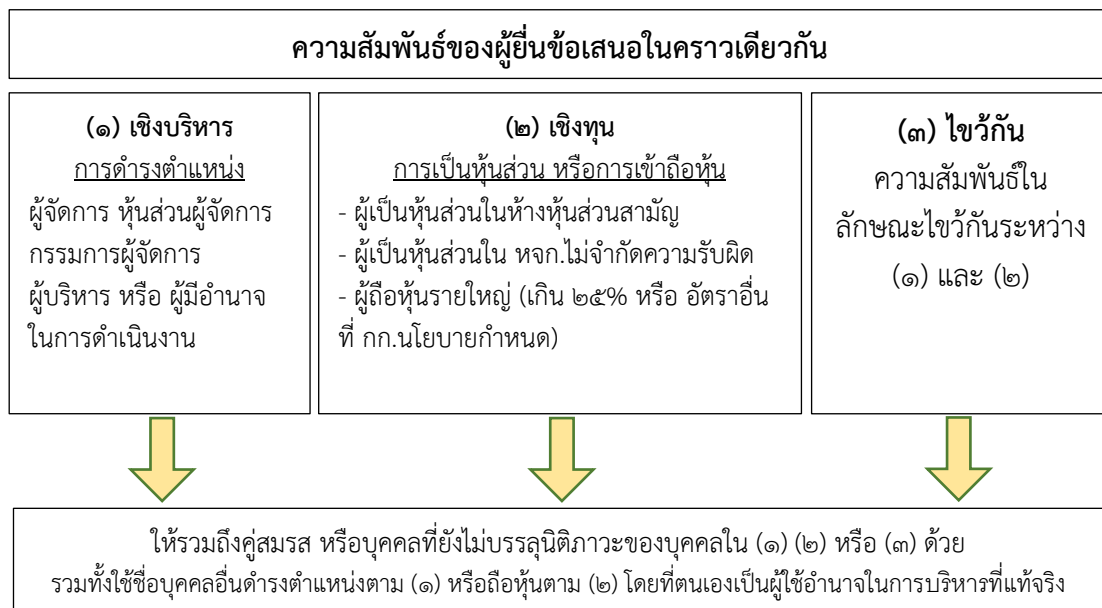 ความสัมพันธ์ของผู้ยื่นข้อเสนอในคราวเดียวกัน
(๑) เชิงบริหาร
การดำรงตำแหน่ง
ผู้จัดการ หุ้นส่วนผู้จัดการ
กรรมการผู้จัดการ
ผู้บริหาร หรือ ผู้มีอำนาจ
ในการดำเนินงาน
(๒) เชิงทุน
การเป็นหุ้นส่วน หรือการเข้าถือหุ้น
- ผู้เป็นหุ้นส่วนในห้างหุ้นส่วนสามัญ
- ผู้เป็นหุ้นส่วนใน หจก.ไม่จำกัดความรับผิด
- ผู้ถือหุ้นรายใหญ่ (เกิน ๒๕% หรือ อัตราอื่น
ที่ กก.นโยบายกำหนด)
(๓) ไขว้กัน
ความสัมพันธ์ใน
ลักษณะไขว้กันระหว่าง
(๑) และ (๒)
ให้รวมถึงคู่สมรส หรือบุคคลที่ยังไม่บรรลุนิติภาวะของบุคคลใน (๑) (๒) หรือ (๓) ด้วย
รวมทั้งใช้ชื่อบุคคลอื่นดำรงตำแหน่งตาม (๑) หรือถือหุ้นตาม (๒) โดยที่ตนเองเป็นผู้ใช้อำนาจในการบริหารที่แท้จริง